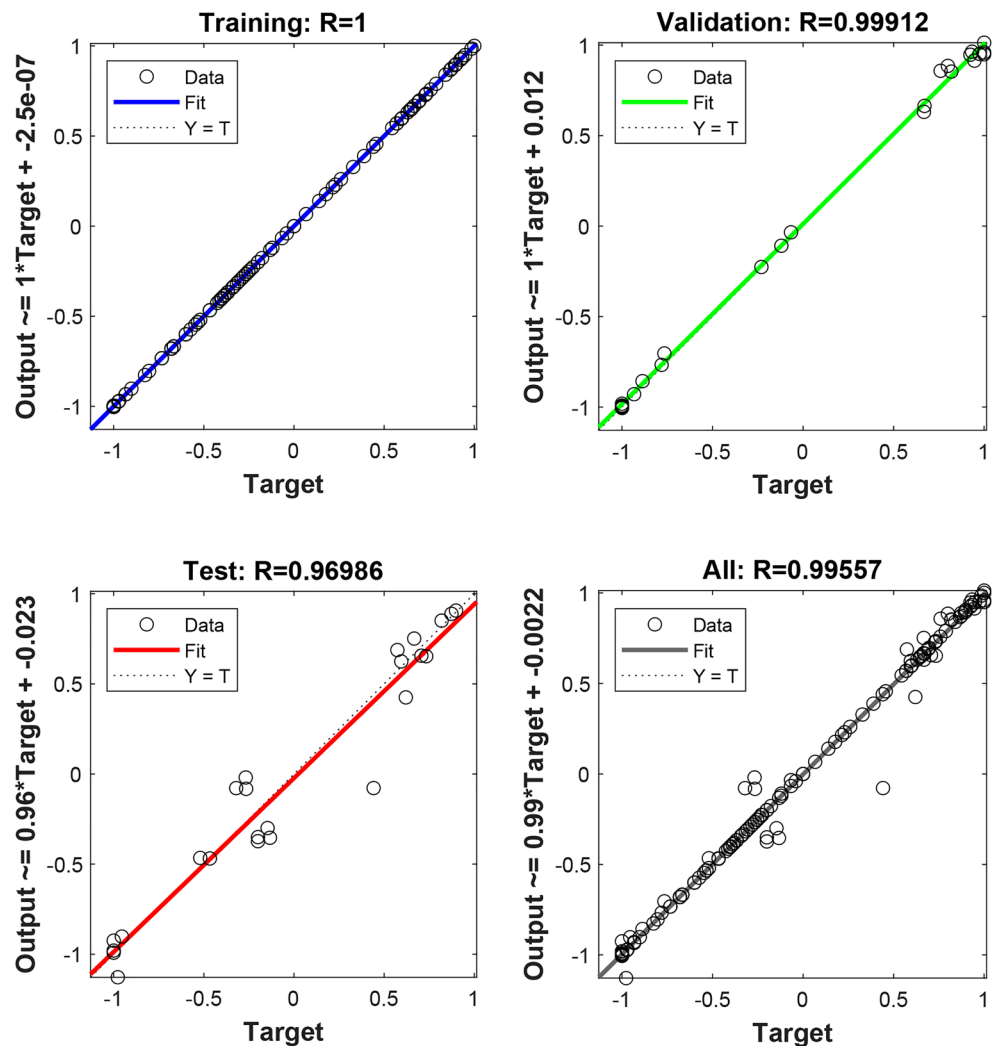 Training: R=1
Output ~= 1*Target + -2.5e-07
1
0.5
0
-0.5
-1
Data
Fit
Y = T
-1
-0.5
0
0.5
1
Target
Validation: R=0.99912
Output ~= 1*Target + 0.012
1
0.5
0
-0.5
-1
Data
Fit
Y = T
-1
-0.5
0
0.5
1
Target
Test: R=0.96986
Output ~= 0.96*Target + -0.023
1
0.5
0
-0.5
-1
Data
Fit
Y = T
-1
-0.5
0
0.5
1
Target
All: R=0.99557
Output ~= 0.99*Target + -0.0022
1
0.5
0
-0.5
-1
Data
Fit
Y = T
-1
-0.5
0
0.5
1
Target